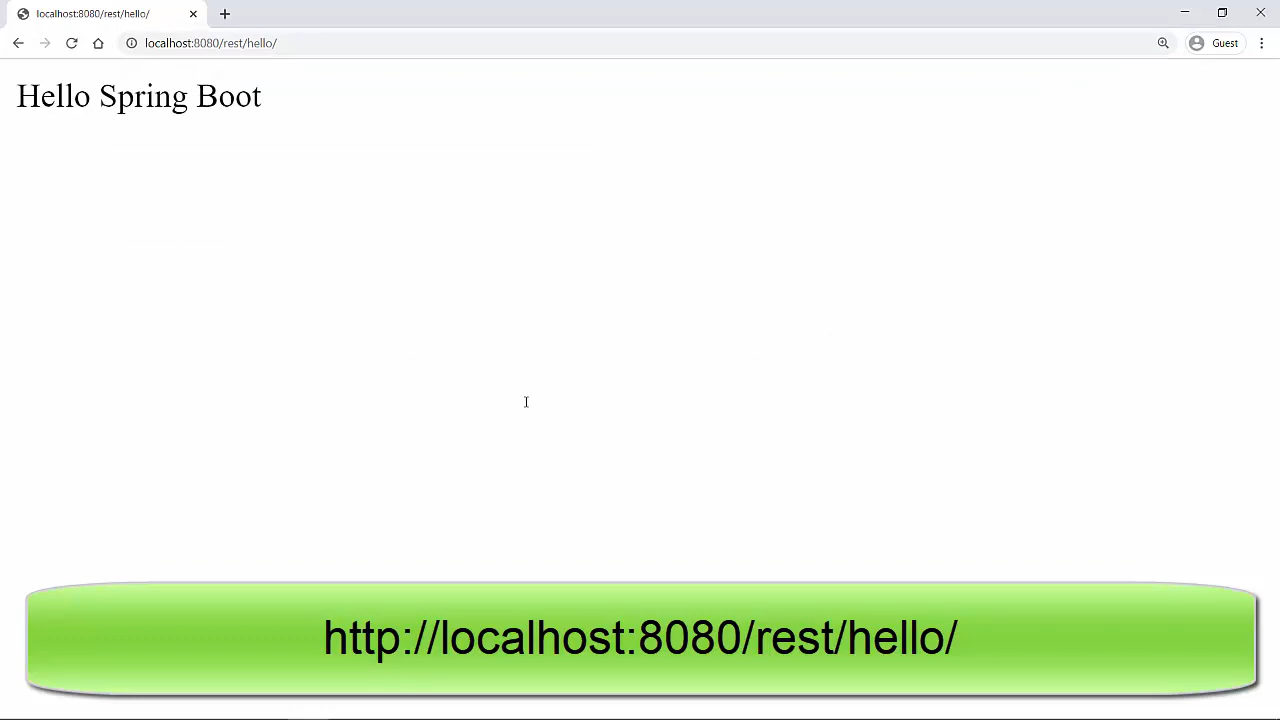 localhost:8080/rest/hello/
localhost:8080/rest/hello/
Guest
Hello Spring Boot
http://localhost:8080/rest/hello/